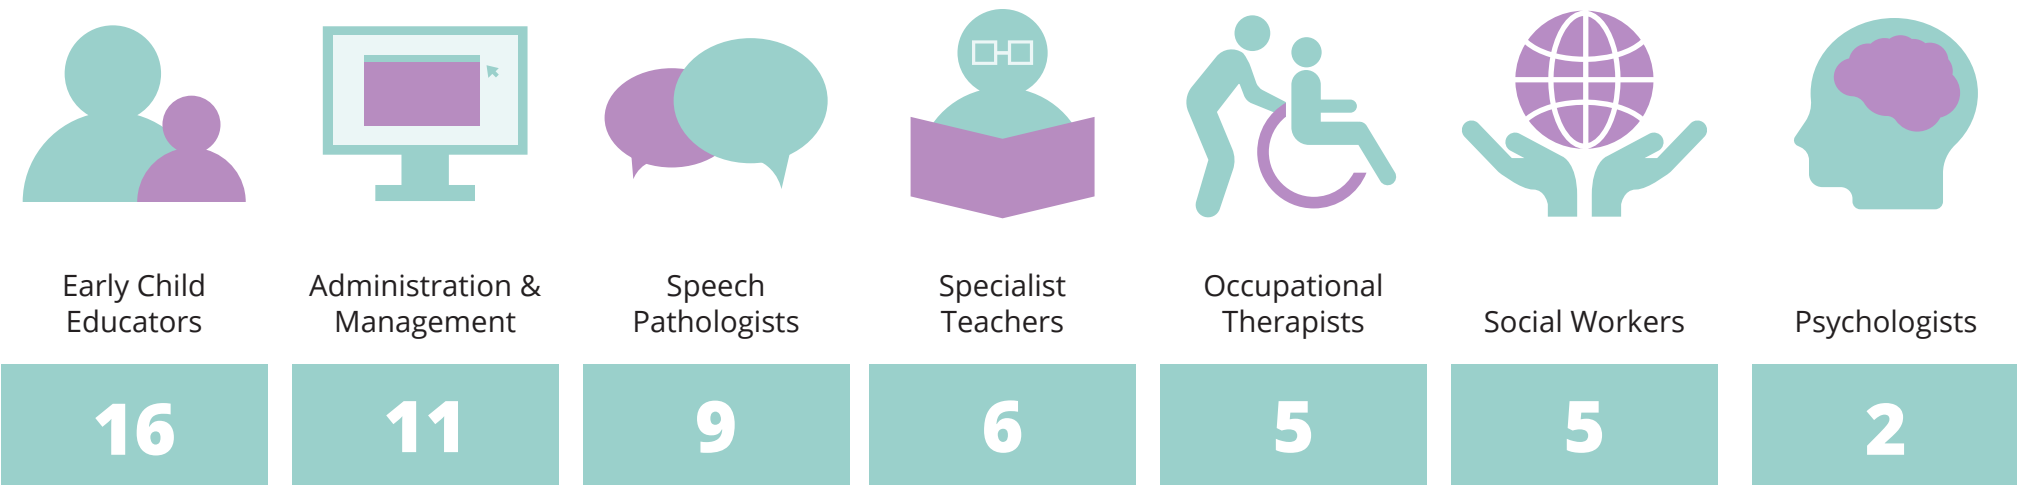 Early Child
Educators
16
Administration &
Management
11
Speech
Pathologists
9
Specialist
Teachers
6
Occupational
Therapists
5
Social Workers
5
Psychologists
2